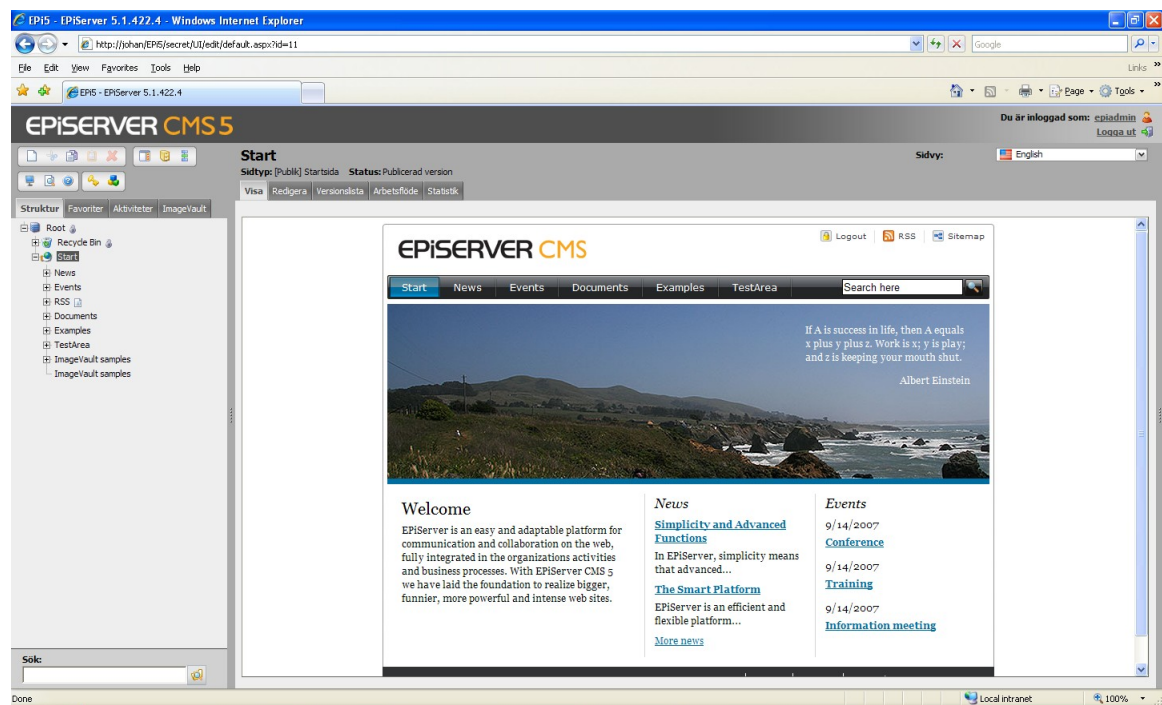 EPi5 - EPiServer 5.1.422.4 - Windows Internet Explorer
http://johan/EPi5/secret/UI/edit/default.aspx?id=11
Google
File Edit View Favorites Tools Help
Links
EPi5 - EPiServer 5.1.422.4
Page Tools
EPiSERVER CMS 5
Du är inloggad som: epiadmin
Logga ut
Start
Sidvy: English
Sidtyp: [Publik] Startsida Status: Publicerad version
Visa Redigera Versionslista Arbetsflöde Statistik
Struktur Favoriter Aktiviteter ImageVault
Root
Recycle Bin
Start
News
Events
RSS
Documents
Examples
TestArea
ImageVault samples
ImageVault samples
Sök:
EPiSERVER CMS
Logout RSS Sitemap
Start News Events Documents Examples TestArea Search here
If A is success in life, then A equals
x plus y plus z. Work is x; y is play;
and z is keeping your mouth shut.
Albert Einstein
Welcome
EPiServer is an easy and adaptable platform for
communication and collaboration on the web,
fully integrated in the organizations activities
and business processes. With EPiServer CMS 5
we have laid the foundation to realize bigger,
funnier, more powerful and intense web sites.
News
Simplicity and Advanced
Functions
In EPiServer, simplicity means
that advanced...
The Smart Platform
EPiServer is an efficient and
flexible platform...
More news
Events
9/14/2007
Conference
9/14/2007
Training
9/14/2007
Information meeting
Done
Local intranet
100%